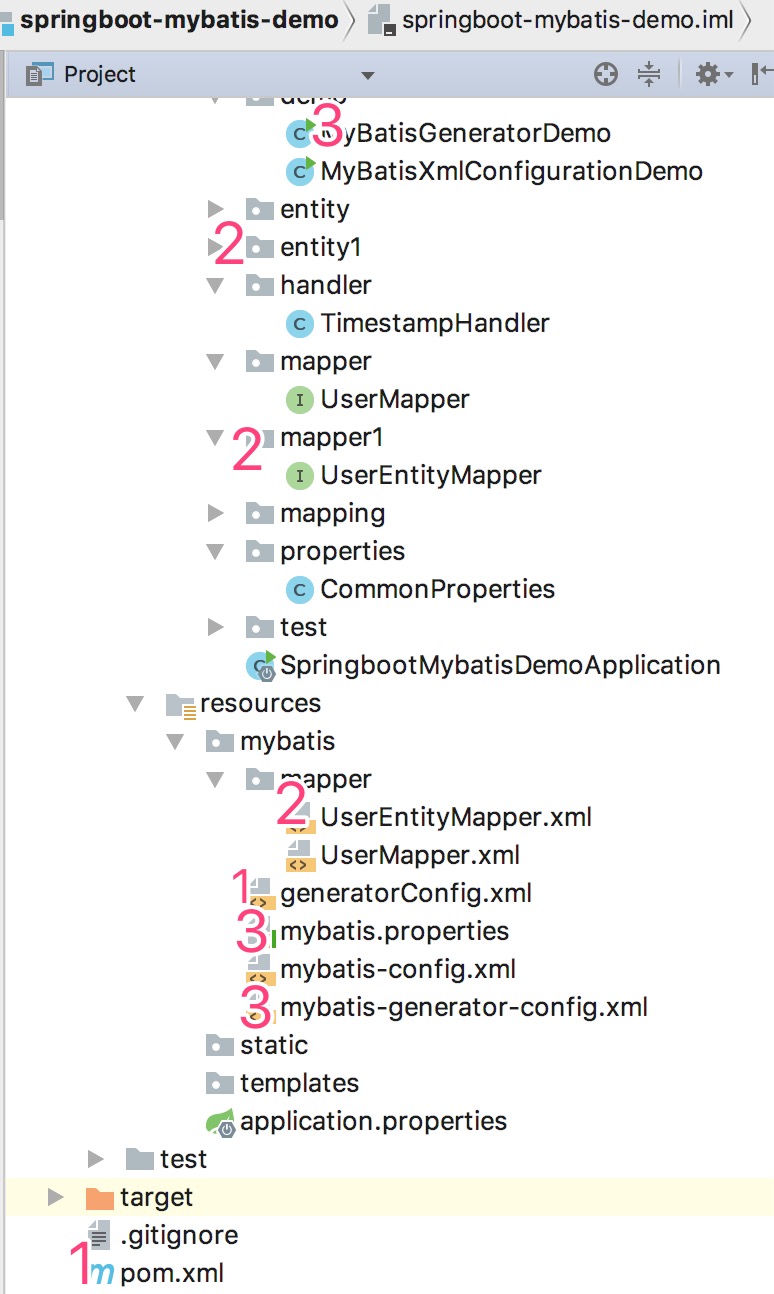 springboot-mybatis-demo springboot-mybatis-demo.iml
Project
demo
3 MyBatisGeneratorDemo
MyBatisXmlConfigurationDemo
entity
2 entity1
handler
TimestampHandler
mapper
UserMapper
2 mapper1
UserEntityMapper
mapping
properties
CommonProperties
test
SpringbootMybatisDemoApplication
resources
mybatis
mapper
2 UserEntityMapper.xml
UserMapper.xml
1 generatorConfig.xml
3 mybatis.properties
mybatis-config.xml
3 mybatis-generator-config.xml
static
templates
application.properties
test
target
.gitignore
1 pom.xml